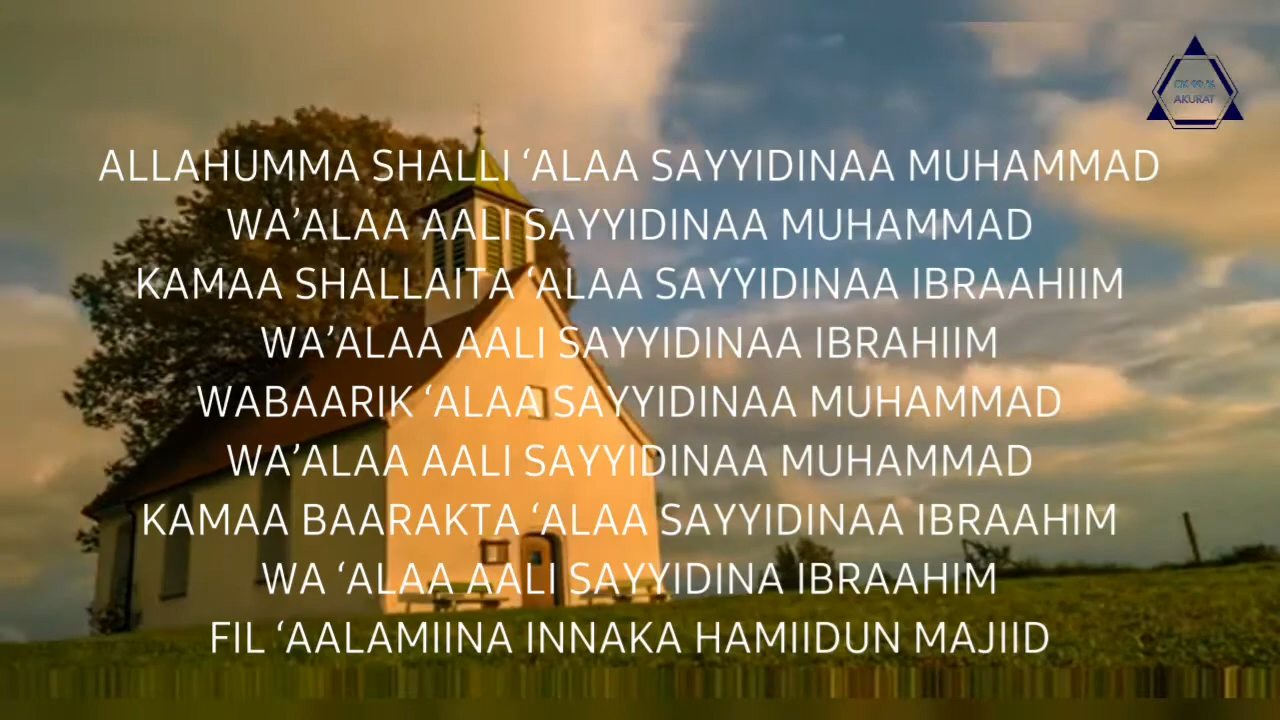 AKURAT
ALLAHUMMA SHALLI ‘ALAA SAYYIDINAA MUHAMMAD
WA’ALAA AALI SAYYIDINAA MUHAMMAD
KAMAA SHALLAITA ‘ALAA SAYYIDINAA IBRAAHIIM
WA’ALAA AALI SAYYIDINAA IBRAHIIM
WABAARIK ‘ALAA SAYYIDINAA MUHAMMAD
WA’ALAA AALI SAYYIDINAA MUHAMMAD
KAMAA BAARAKTA ‘ALAA SAYYIDINAA IBRAAHIM
WA ‘ALAA AALI SAYYIDINA IBRAAHIM
FIL ‘AALAMIINA INNAKA HAMIIDUN MAJIID